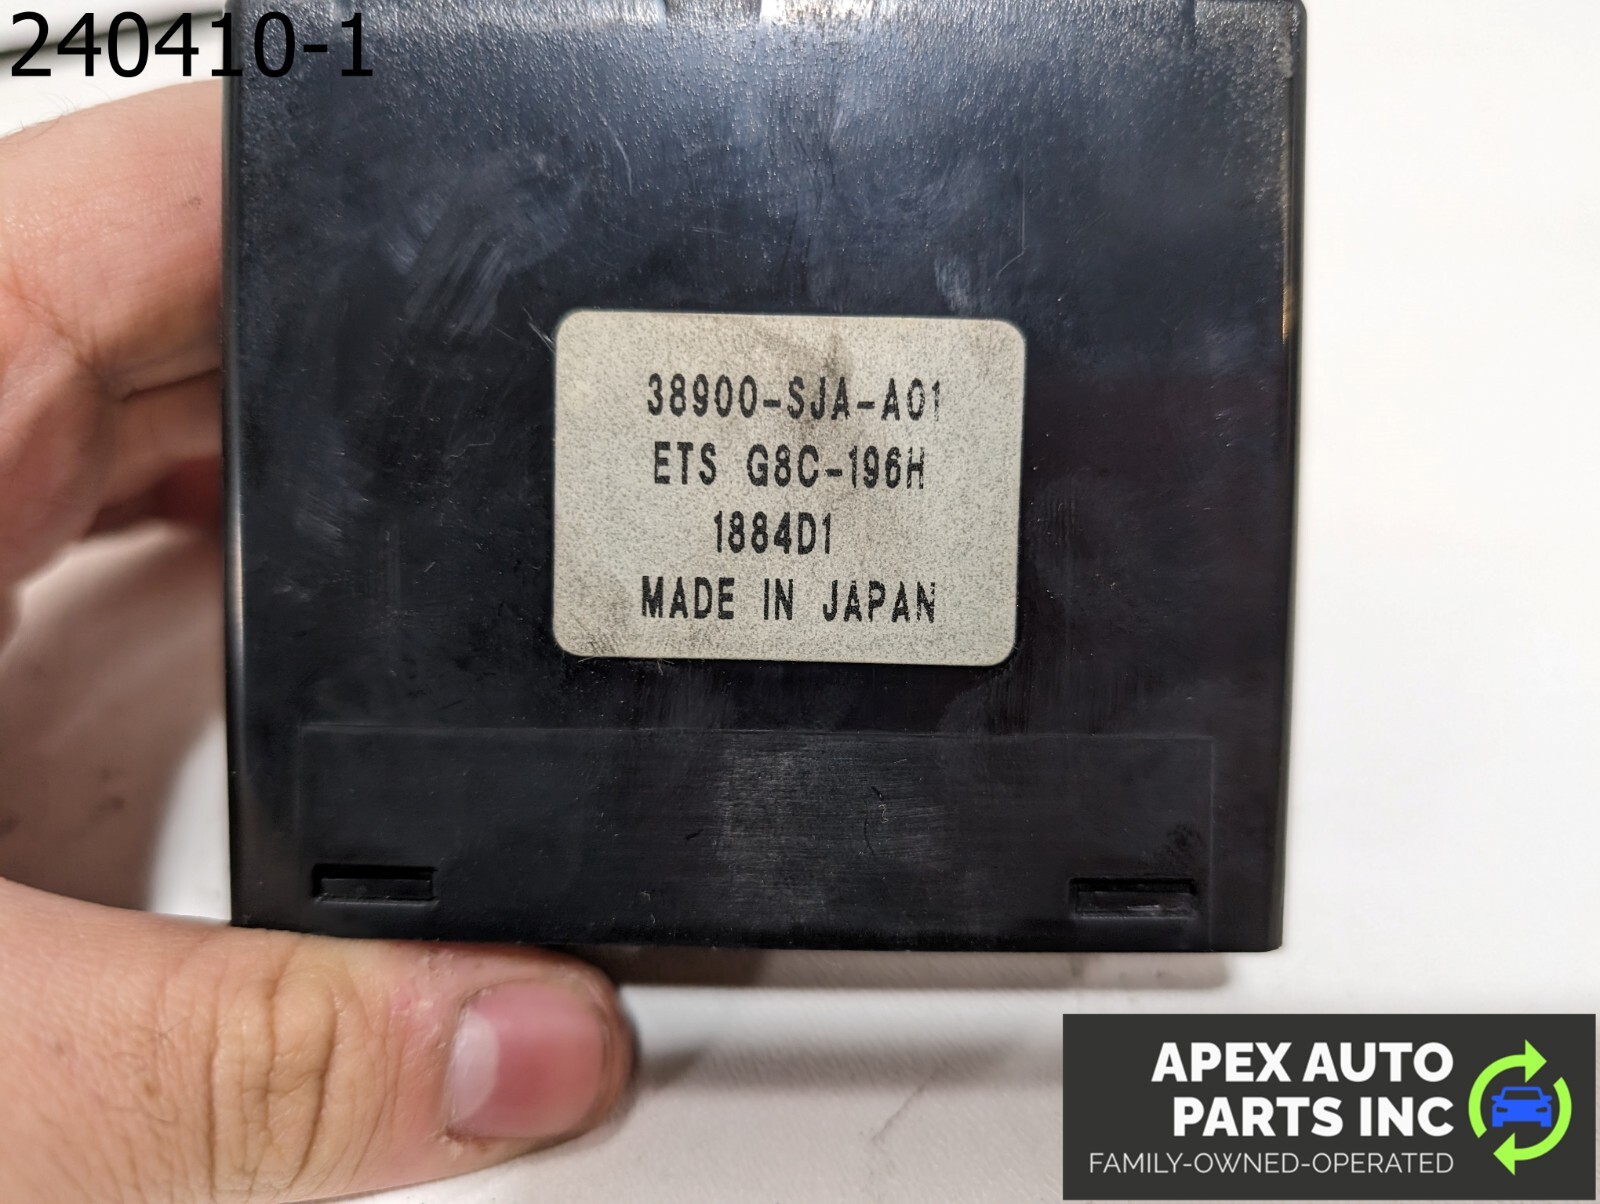 240410-1
38900-SJA-A01
ETS G8C-196H
1884D1
MADE IN JAPAN
APEX AUTO
PARTS INC
FAMILY-OWNED-OPERATED